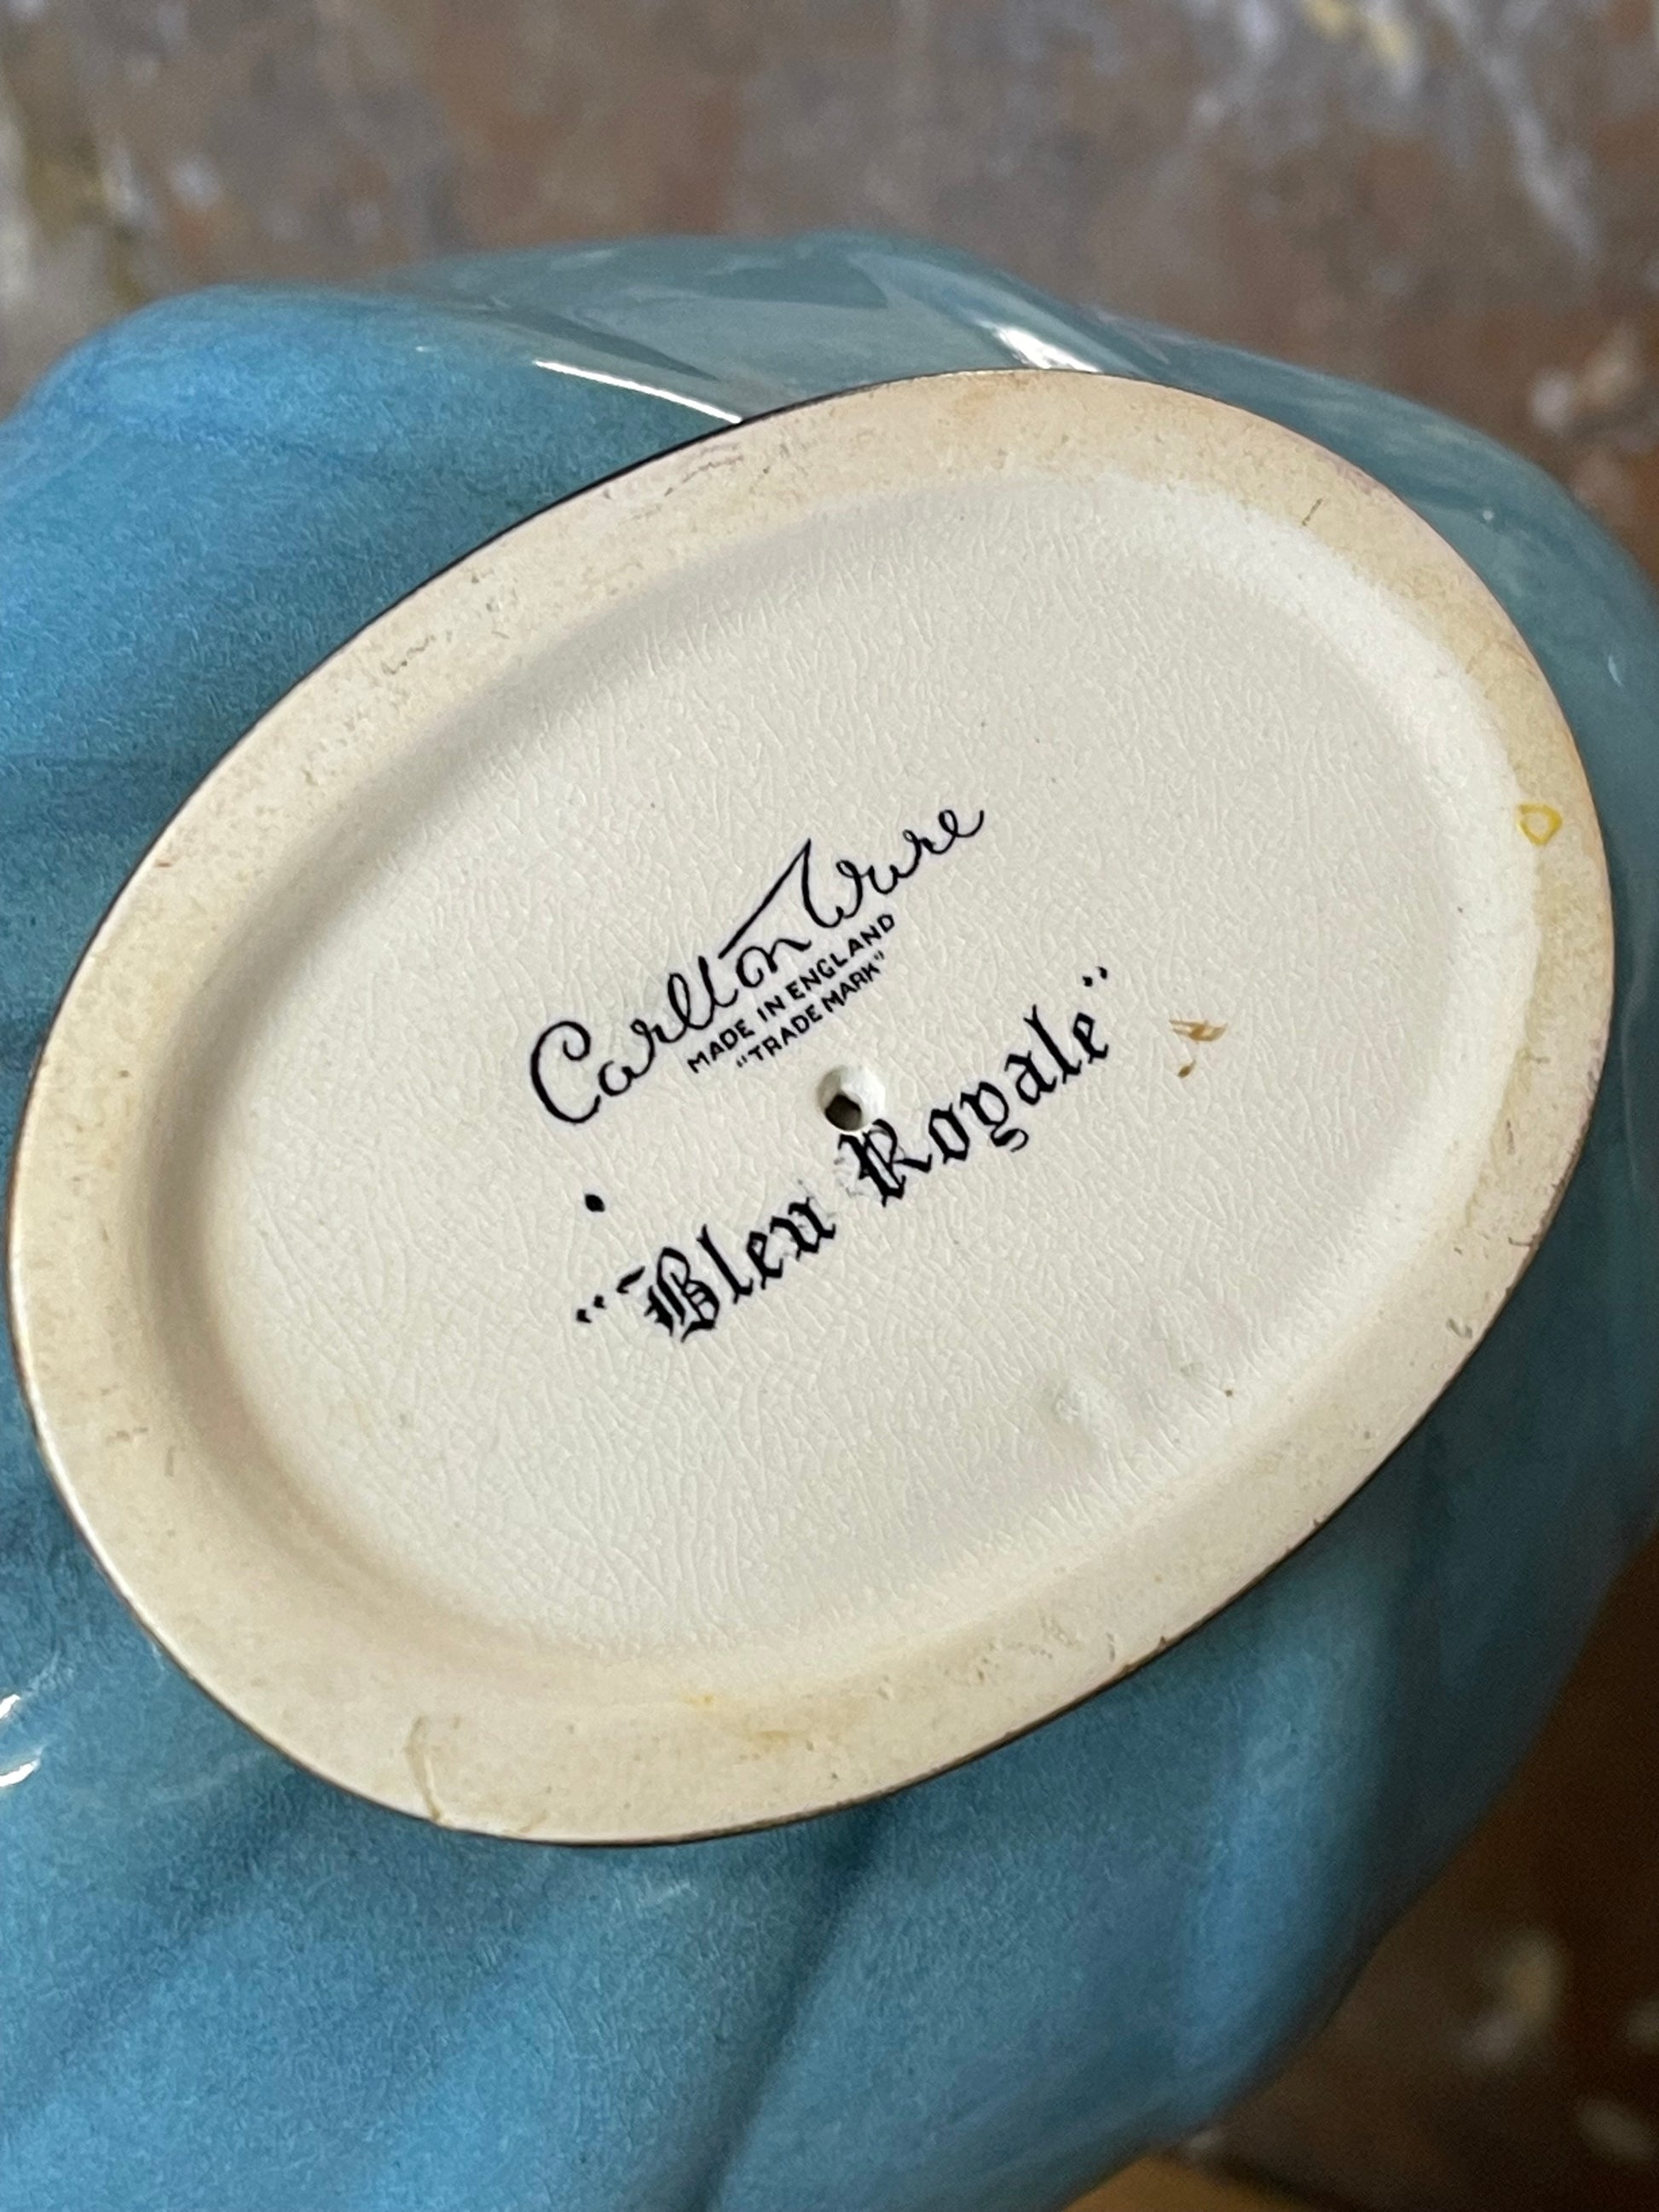 Carlton Ware
MADE IN ENGLAND
"TRADE MARK"
"Bleu Royale"